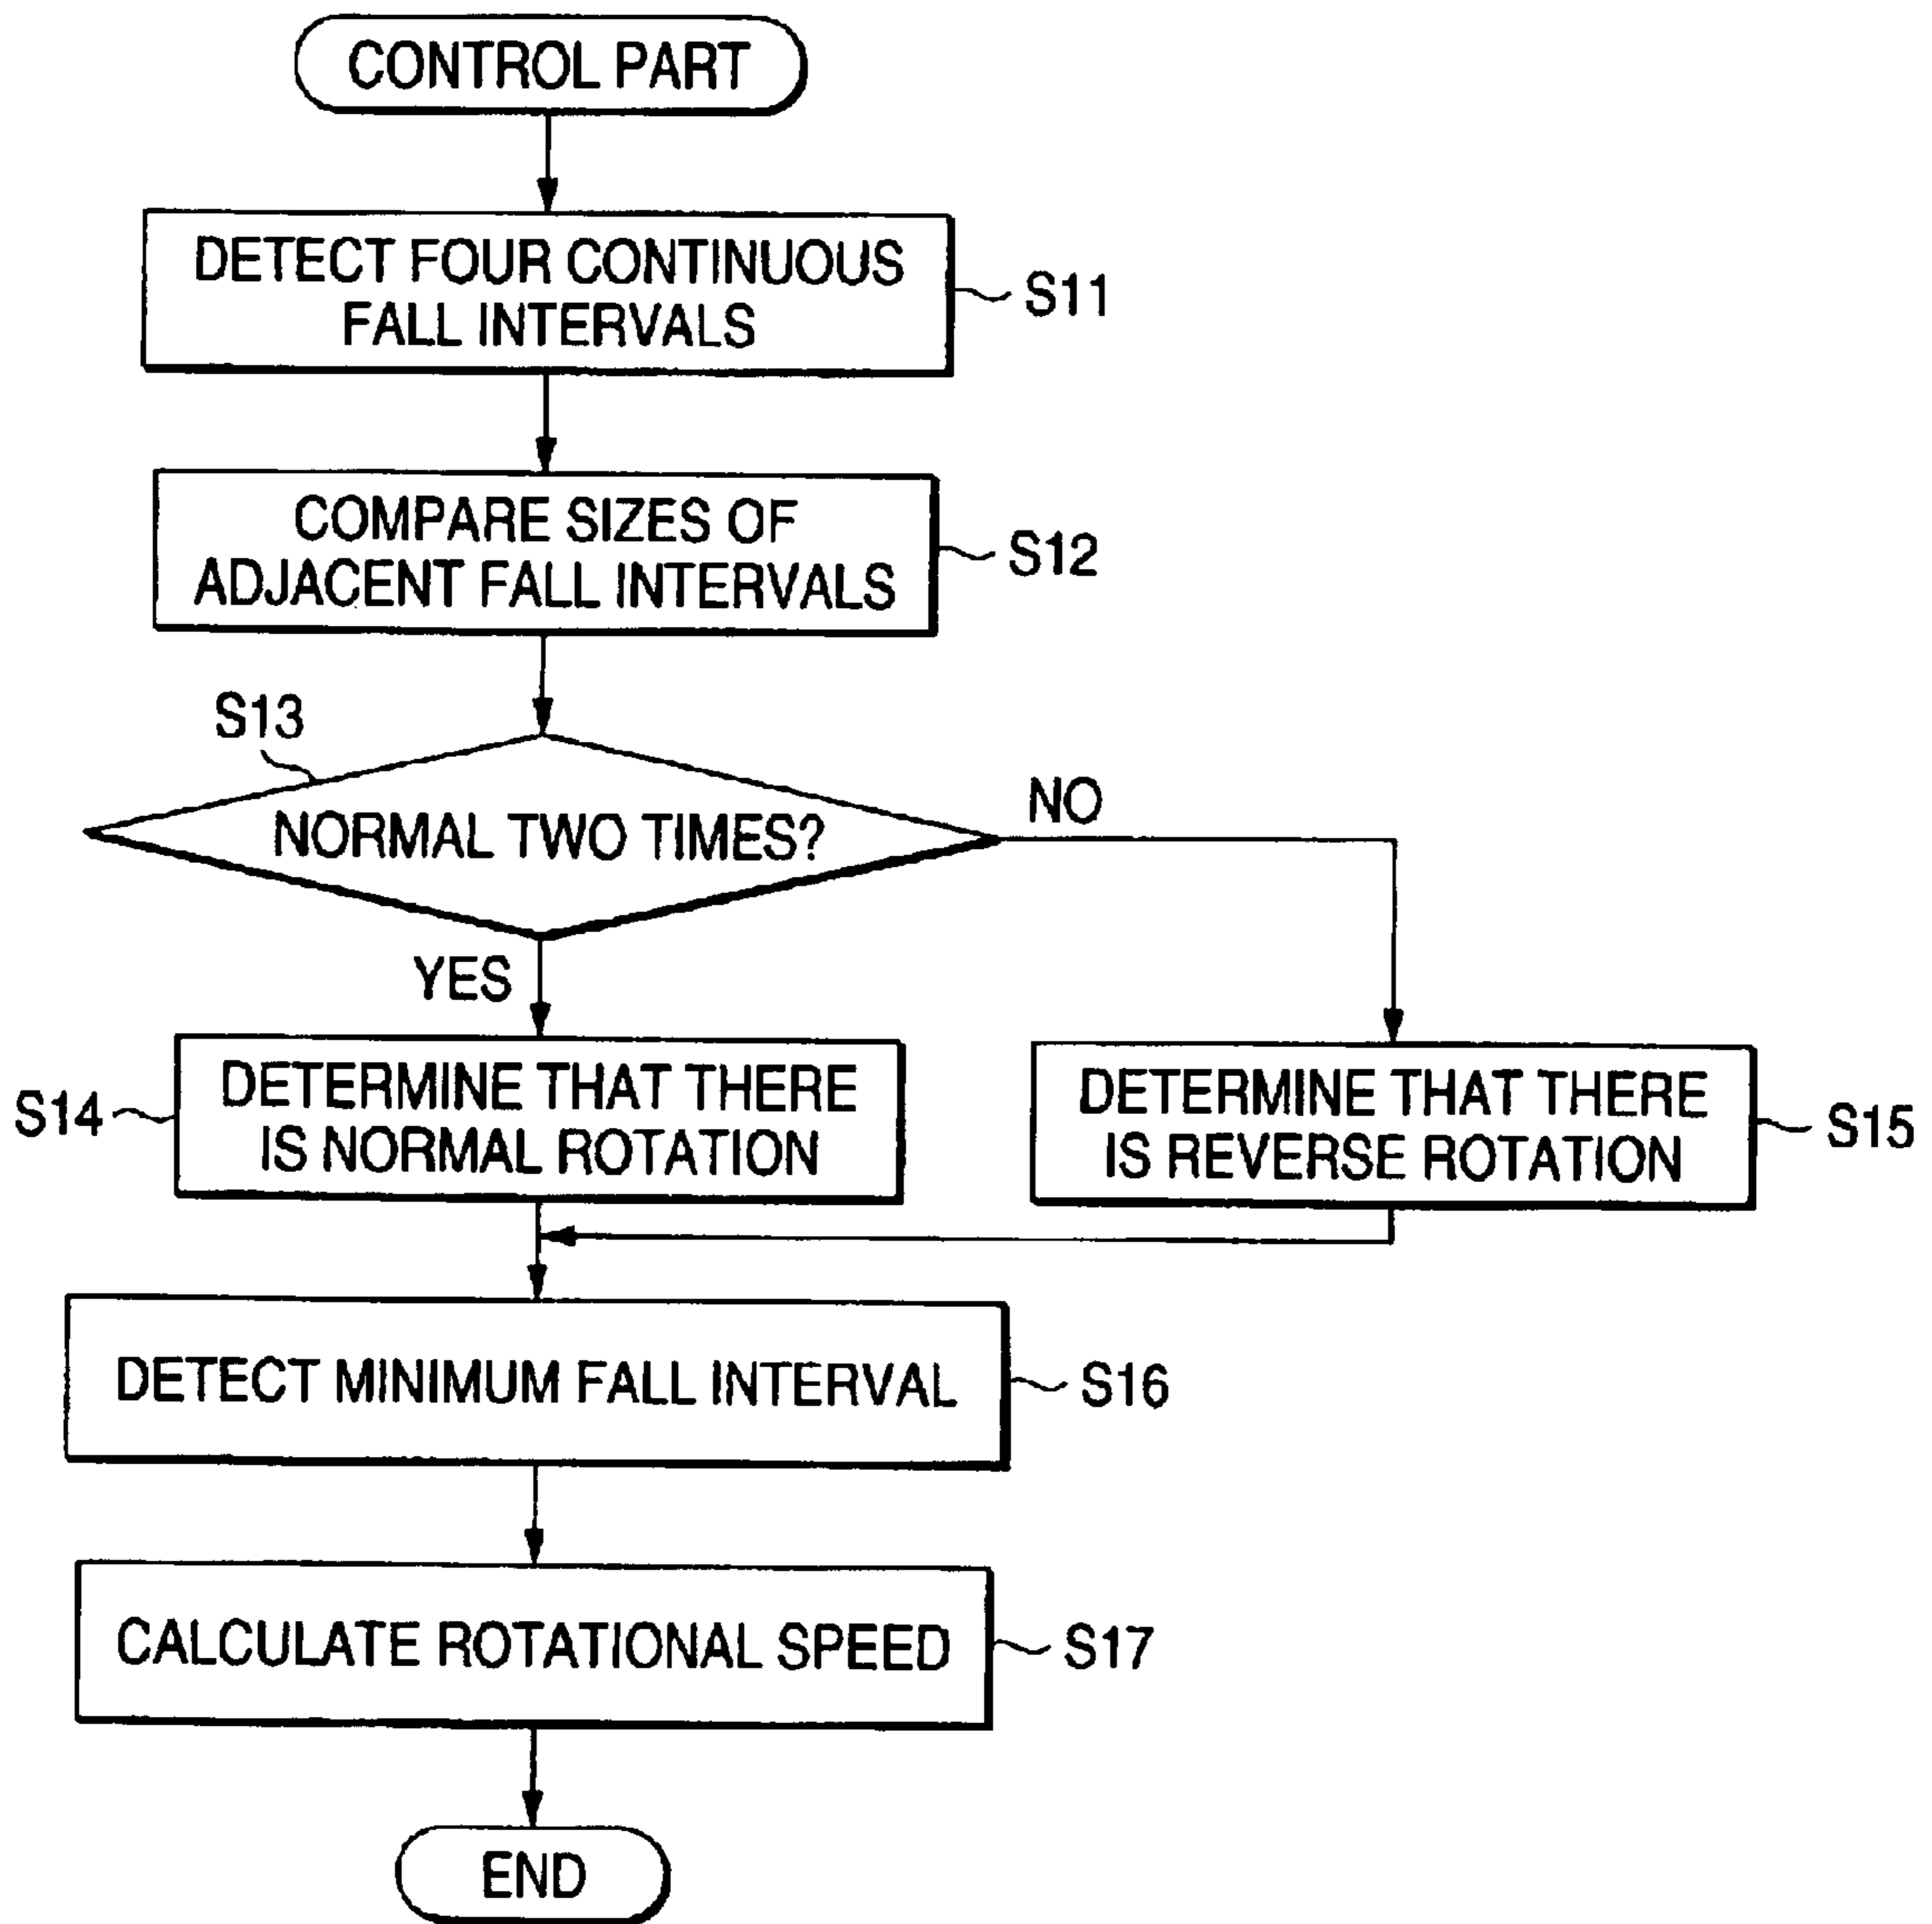 CONTROL PART
DETECT FOUR CONTINUOUS
FALL INTERVALS
S11
COMPARE SIZES OF
ADJACENT FALL INTERVALS
S12
S13
NORMAL TWO TIMES?
NO
YES
S14
DETERMINE THAT THERE
IS NORMAL ROTATION
DETERMINE THAT THERE
IS REVERSE ROTATION
S15
DETECT MINIMUM FALL INTERVAL
S16
CALCULATE ROTATIONAL SPEED
S17
END